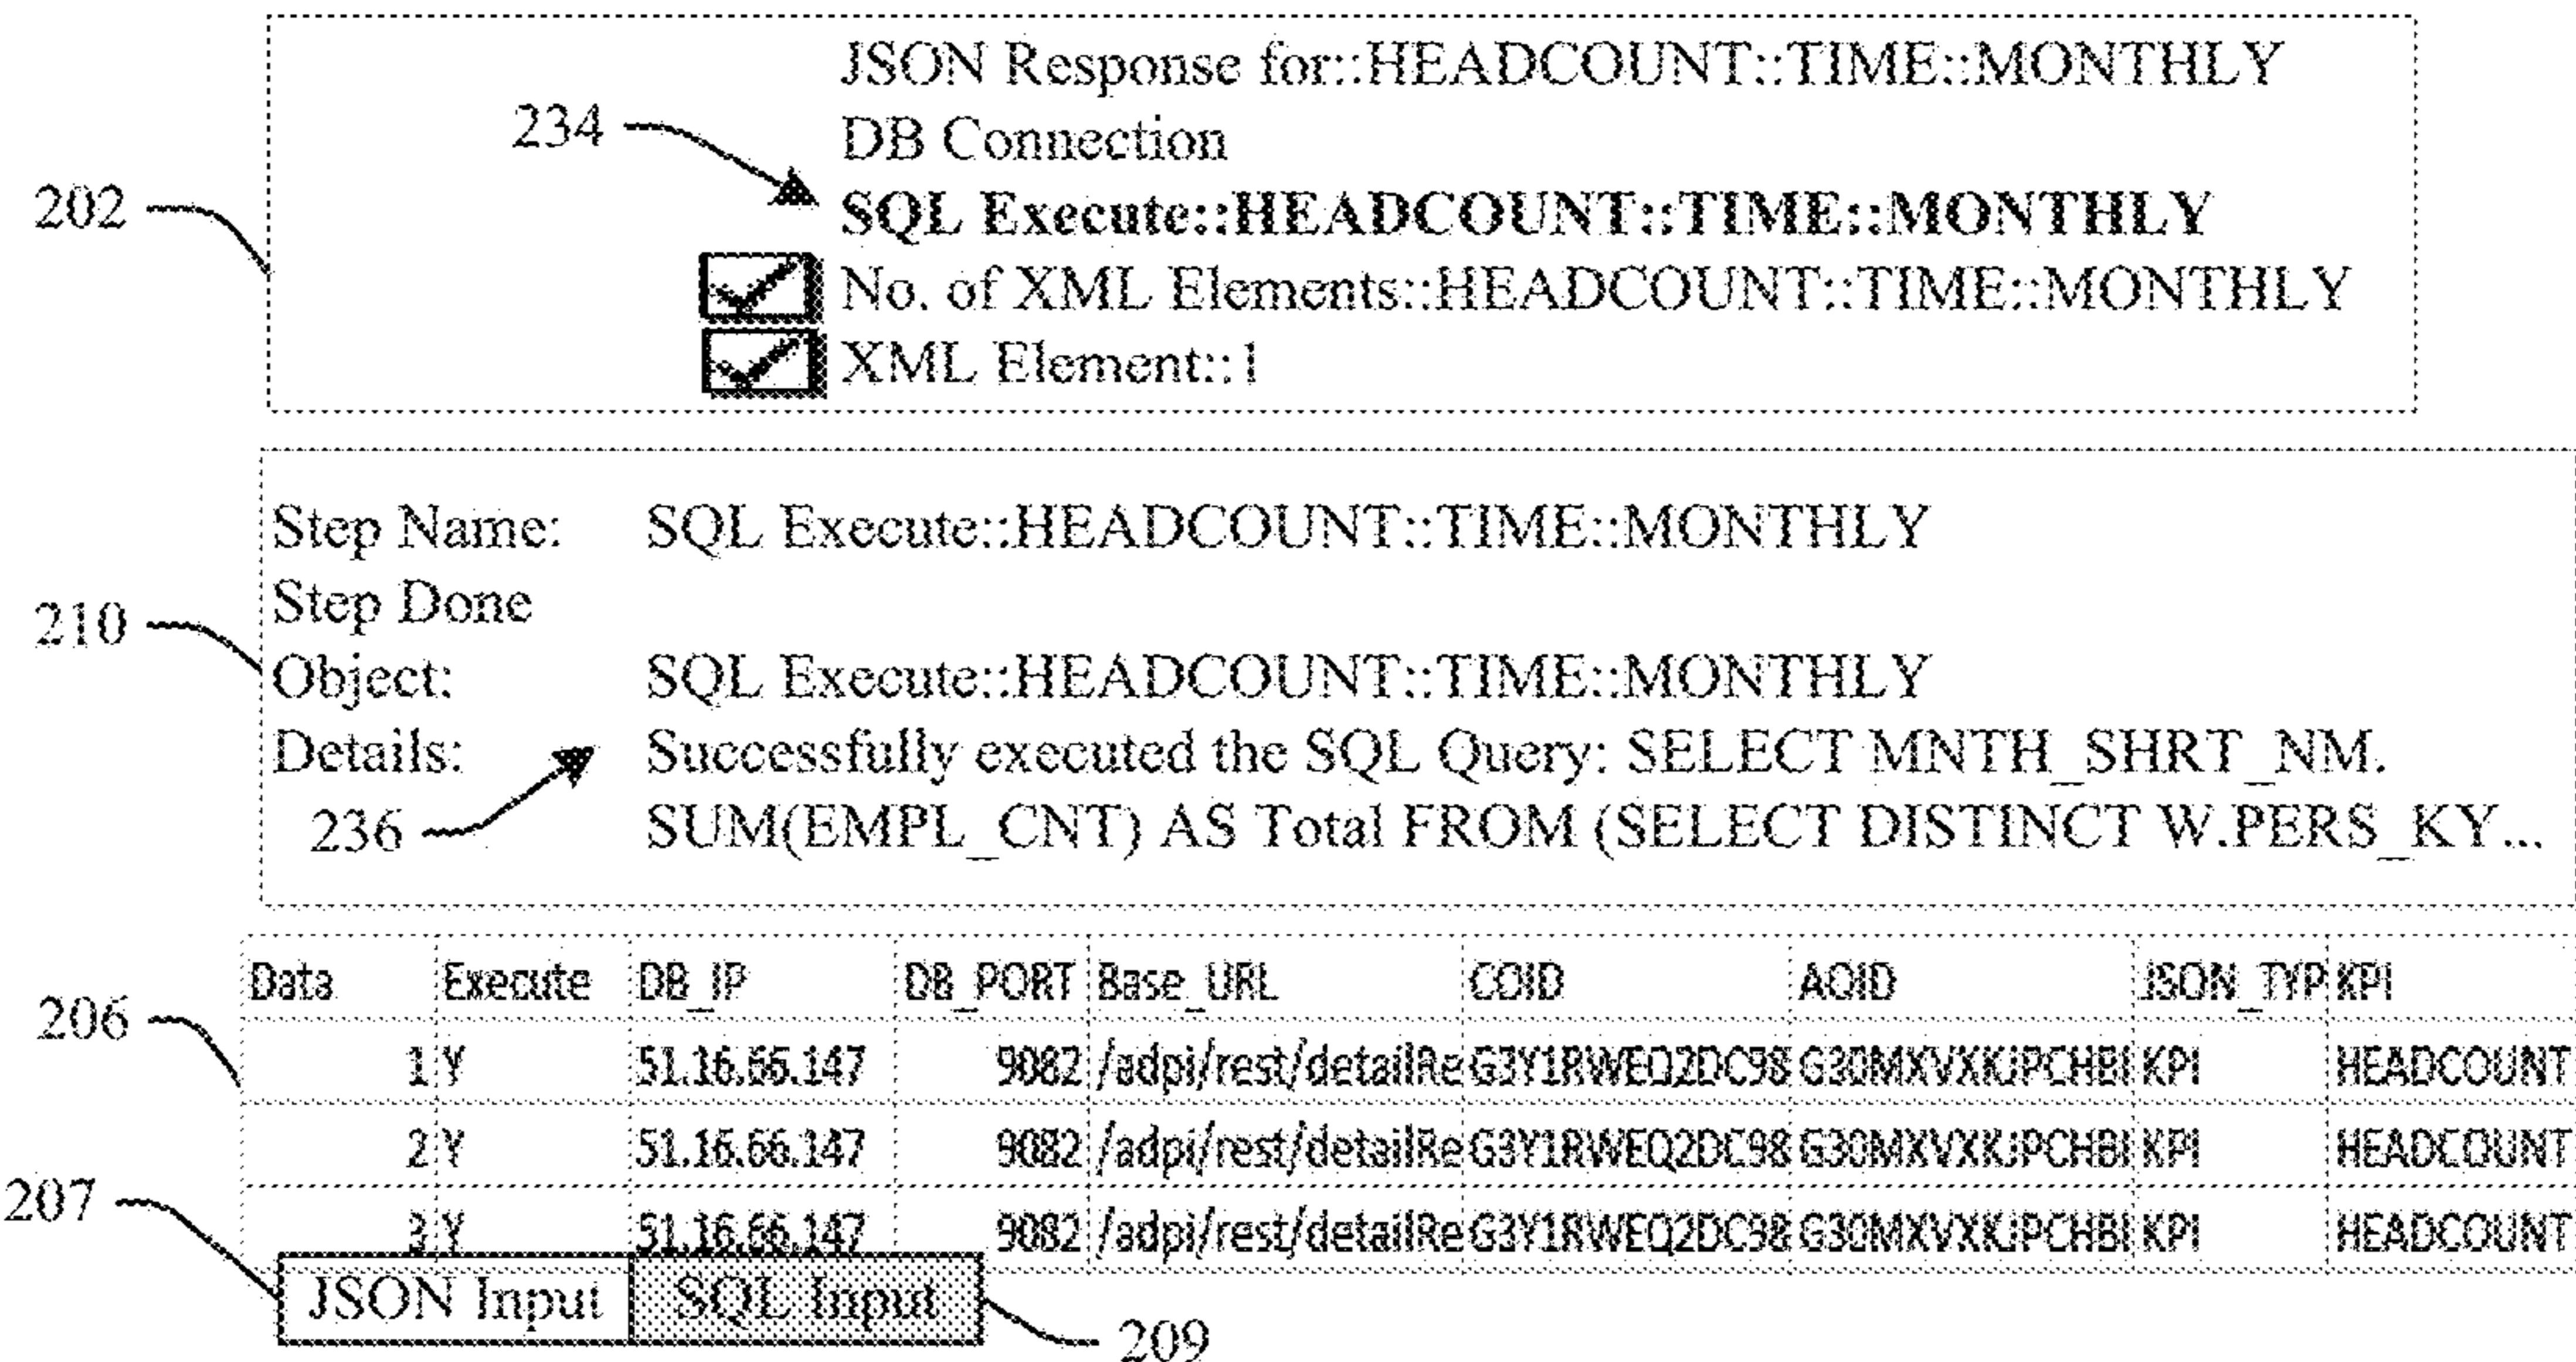 JSON Response for::HEADCOUNT::TIME::MONTHLY
234
DB Connection
202
SQL Execute::HEADCOUNT::TIME::MONTHLY
No. of XML Elements::HEADCOUNT::TIME::MONTHLY
XML Element::1
Step Name: SQL Execute::HEADCOUNT::TIME::MONTHLY
210
Step Done
Object: SQL Execute::HEADCOUNT::TIME::MONTHLY
Details: Successfully executed the SQL Query: SELECT MNTH_SHRT_NM.
236
SUM(EMPL_CNT) AS Total FROM (SELECT DISTINCT W.PERS_KY...
Data Execute DB_IP DB_PORT Base_URL COID AOID JSON_TYP KPI
206
1 Y 51.16.66.147 9082 /adpi/rest/detailRe G3Y1RWEQ2DC98 G30MXVXKJPCHBI KPI HEADCOUNT
2 Y 51.16.66.147 9082 /adpi/rest/detailRe G3Y1RWEQ2DC98 G30MXVXKJPCHBI KPI HEADCOUNT
207
3 Y 51.16.66.147 9082 /adpi/rest/detailRe G3Y1RWEQ2DC98 G30MXVXKJPCHBI KPI HEADCOUNT
JSON Input SQL Input
209